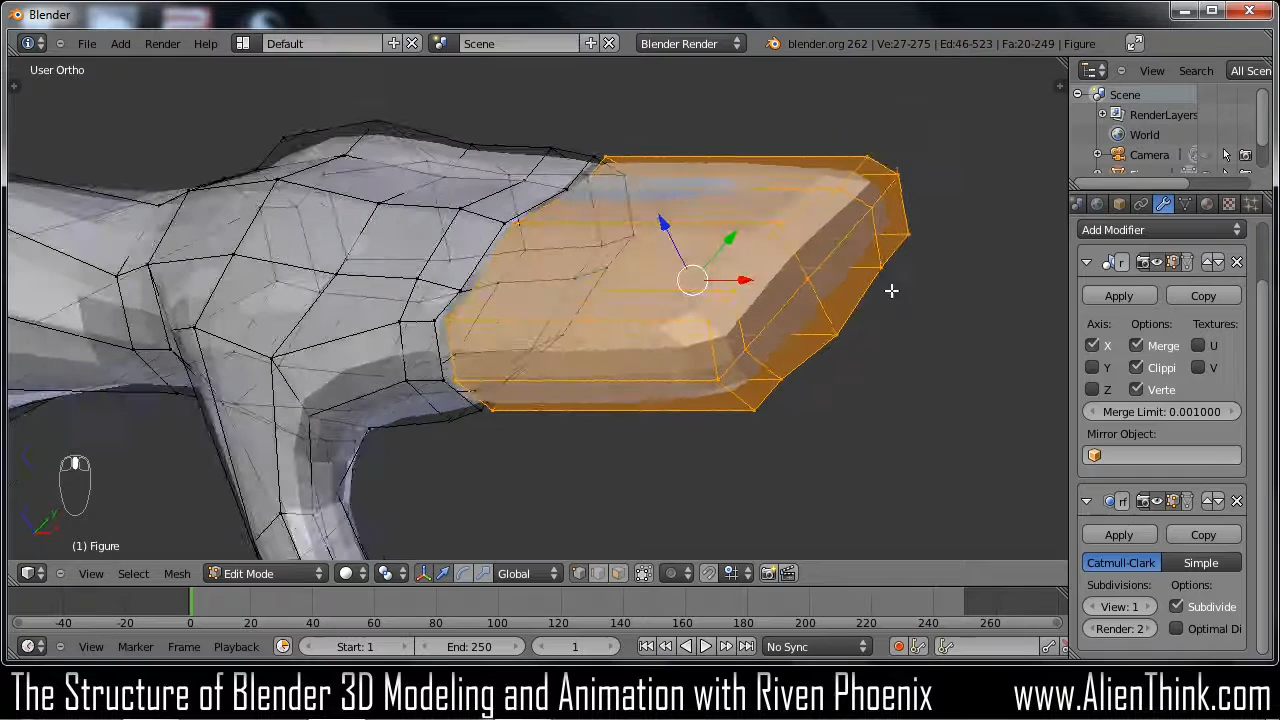 Blender
File Add Render Help Default Scene Blender Render blender.org 262 | Ve:27-275 | Ed:46-523 | Fa:20-249 | Figure
User Ortho
View Search All Scen
Scene
RenderLayers
World
Camera
Add Modifier
Apply Copy
Axis: Options: Textures:
X Merge U
Y Clippi V
Z Verte
Merge Limit: 0.001000
Mirror Object:
Apply Copy
Catmull-Clark Simple
Subdivisions: Options:
View: 1 Subdivide
Render: 2 Optimal Di
(1) Figure
View Select Mesh Edit Mode Global
-40 -20 0 20 40 60 80 100 120 140 160 180 200 220 240 260
View Marker Frame Playback Start: 1 End: 250 1 No Sync
The Structure of Blender 3D Modeling and Animation with Riven Phoenix www.AlienThink.com